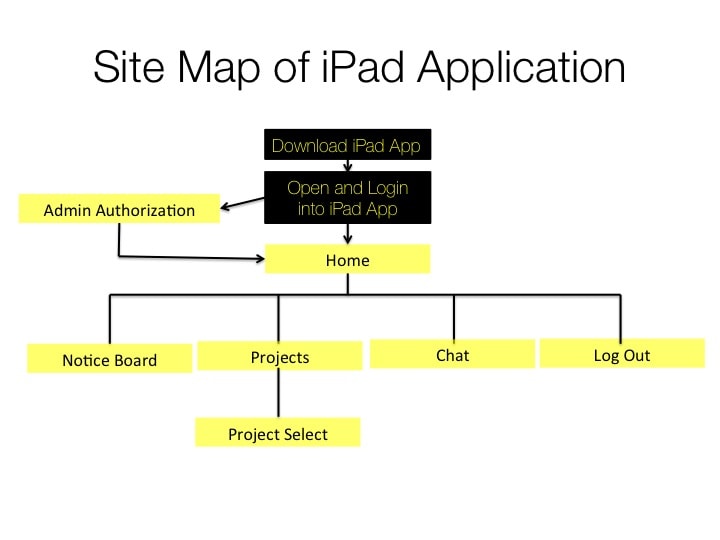 Site Map of iPad Application
Download iPad App
Open and Login
into iPad App
Admin Authorization
Home
Notice Board
Projects
Chat
Log Out
Project Select